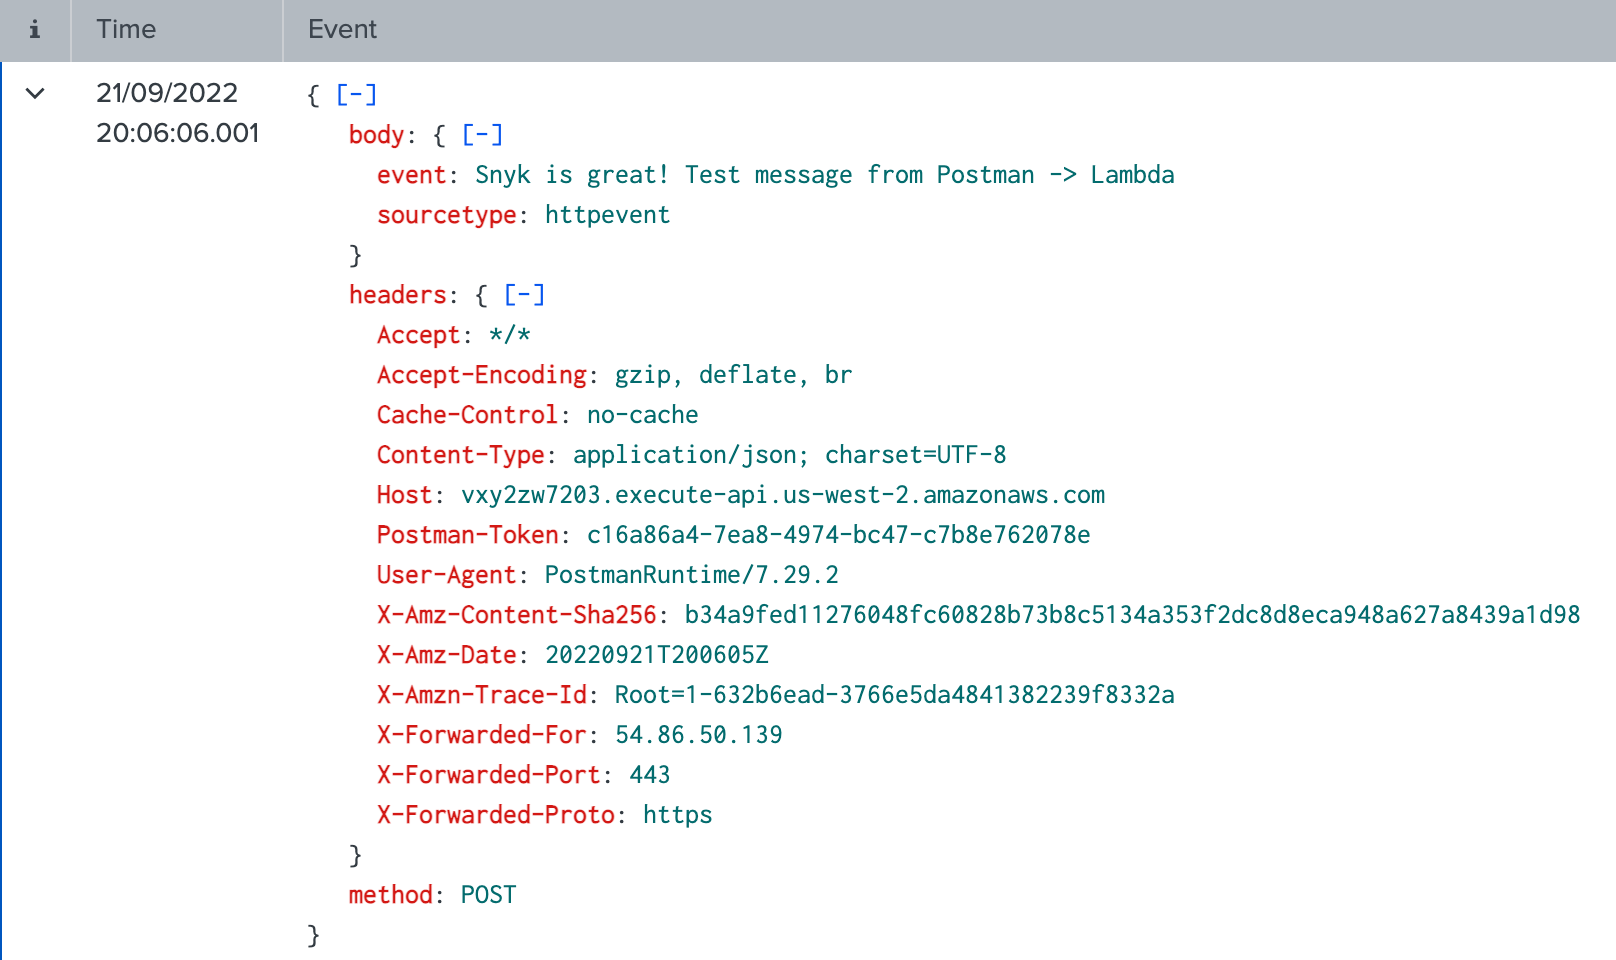 i Time Event
21/09/2022 { [-]
20:06:06.001 body: { [-]
event: Snyk is great! Test message from Postman -> Lambda
sourcetype: httpevent
}
headers: { [-]
Accept: */*
Accept-Encoding: gzip, deflate, br
Cache-Control: no-cache
Content-Type: application/json; charset=UTF-8
Host: vxy2zw7203.execute-api.us-west-2.amazonaws.com
Postman-Token: c16a86a4-7ea8-4974-bc47-c7b8e762078e
User-Agent: PostmanRuntime/7.29.2
X-Amz-Content-Sha256: b34a9fed11276048fc60828b73b8c5134a353f2dc8d8eca948a627a8439a1d98
X-Amz-Date: 20220921T200605Z
X-Amzn-Trace-Id: Root=1-632b6ead-3766e5da4841382239f8332a
X-Forwarded-For: 54.86.50.139
X-Forwarded-Port: 443
X-Forwarded-Proto: https
}
method: POST
}